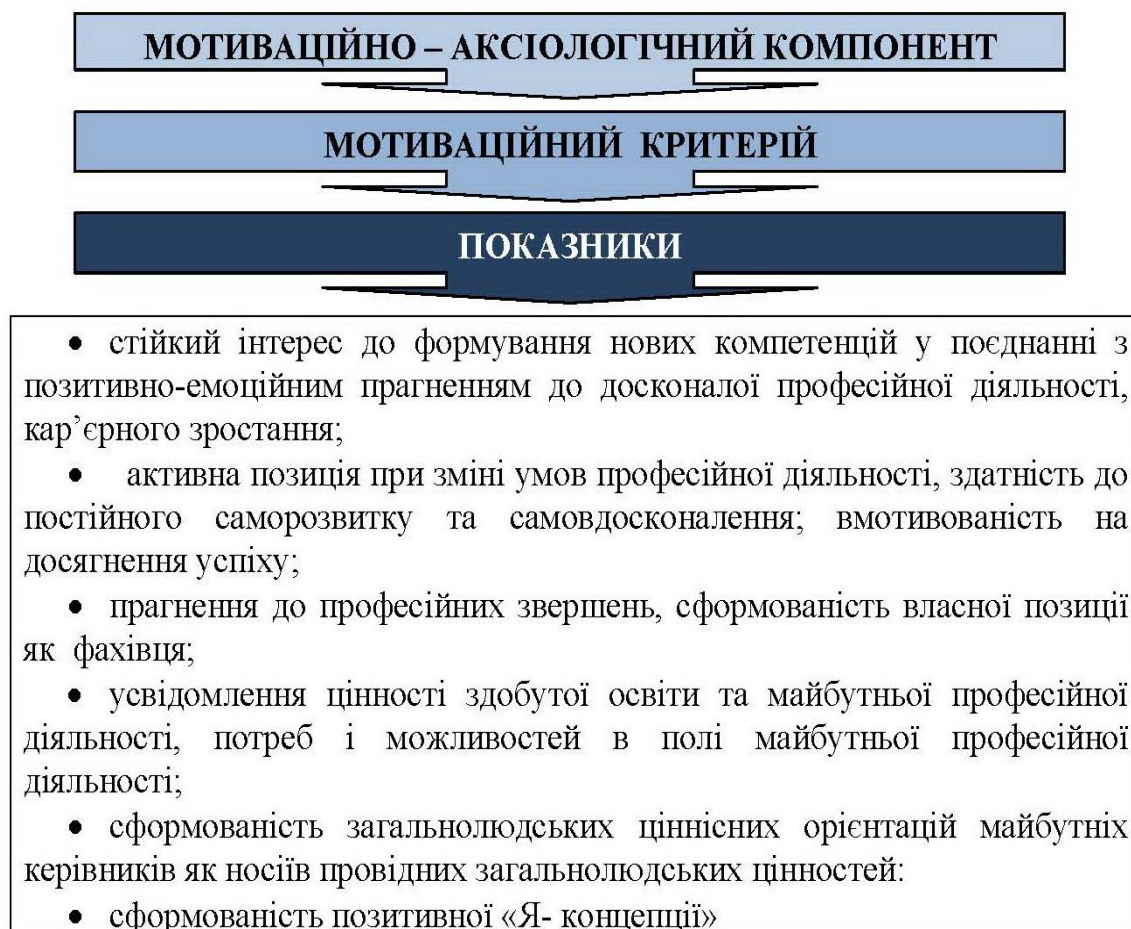 МОТИВАЦІЙНО – АКСІОЛОГІЧНИЙ КОМПОНЕНТ
МОТИВАЦІЙНИЙ КРИТЕРІЙ
ПОКАЗНИКИ
• стійкий інтерес до формування нових компетенцій у поєднанні з
позитивно-емоційним прагненням до досконалої професійної діяльності,
кар’єрного зростання;
• активна позиція при зміні умов професійної діяльності, здатність до
постійного саморозвитку та самовдосконалення; вмотивованість на
досягнення успіху;
• прагнення до професійних звершень, сформованість власної позиції
як фахівця;
• усвідомлення цінності здобутої освіти та майбутньої професійної
діяльності, потреб і можливостей в полі майбутньої професійної
діяльності;
• сформованість загальнолюдських ціннісних орієнтацій майбутніх
керівників як носіїв провідних загальнолюдських цінностей:
• сформованість позитивної «Я- концепції»